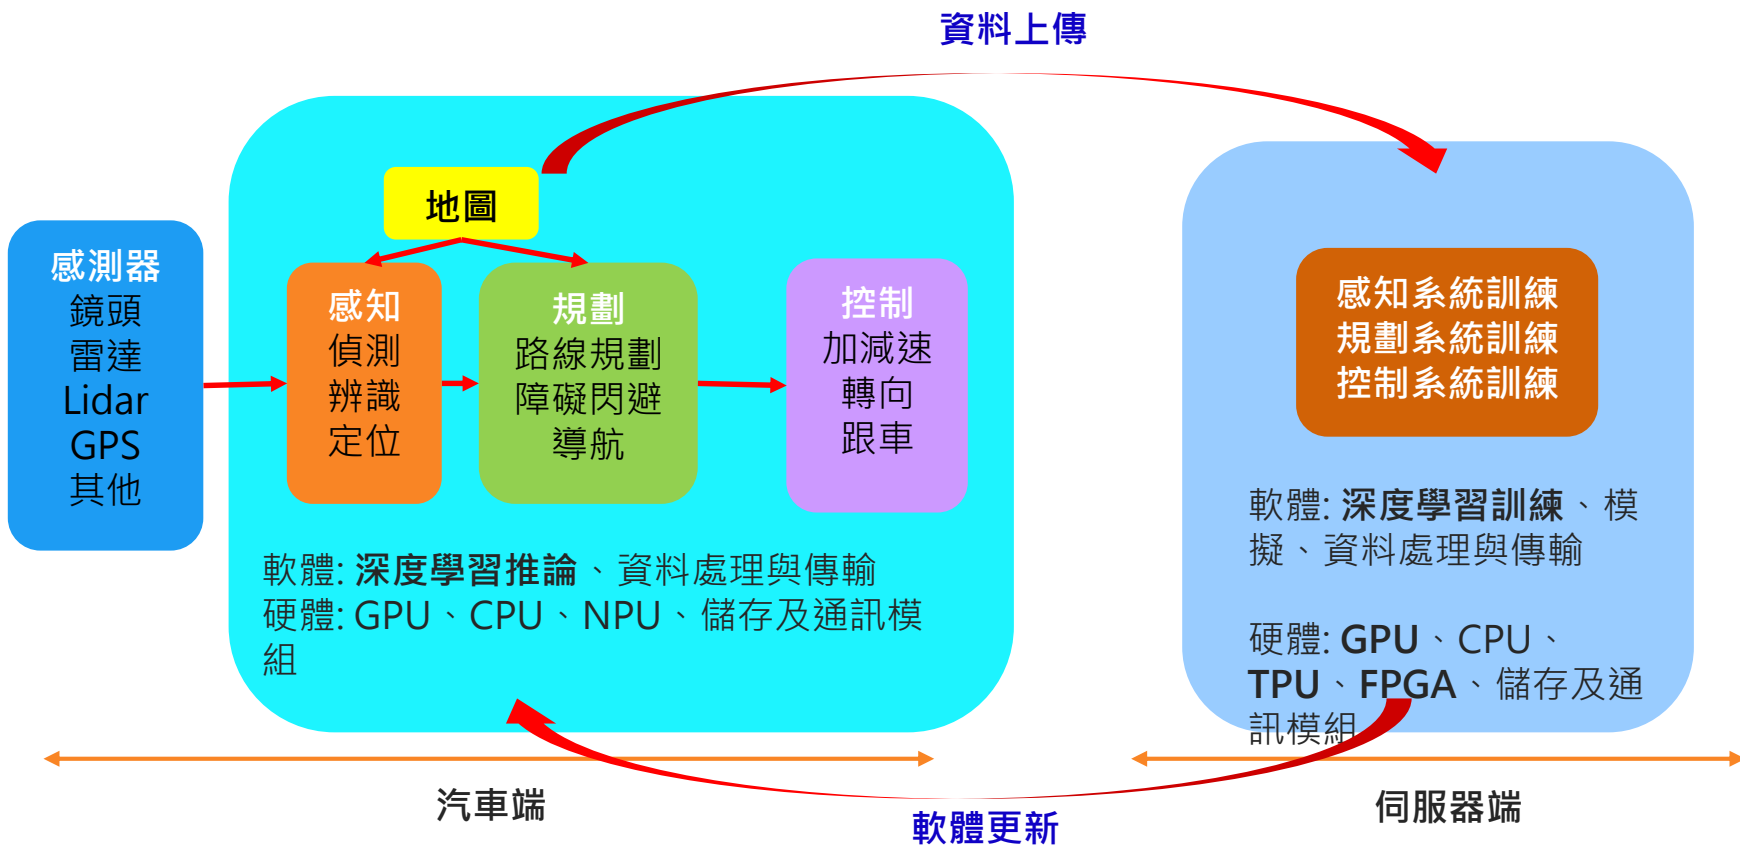 資料上傳
地圖
感測器
鏡頭
雷達
Lidar
GPS
其他
感知
偵測
辨識
定位
規劃
路線規劃
障礙閃避
導航
控制
加減速
轉向
跟車
軟體: 深度學習推論、資料處理與傳輸
硬體: GPU、CPU、NPU、儲存及通訊模
組
感知系統訓練
規劃系統訓練
控制系統訓練
軟體: 深度學習訓練、模
擬、資料處理與傳輸
硬體: GPU、CPU、
TPU、FPGA、儲存及通
訊模組
汽車端
伺服器端
軟體更新